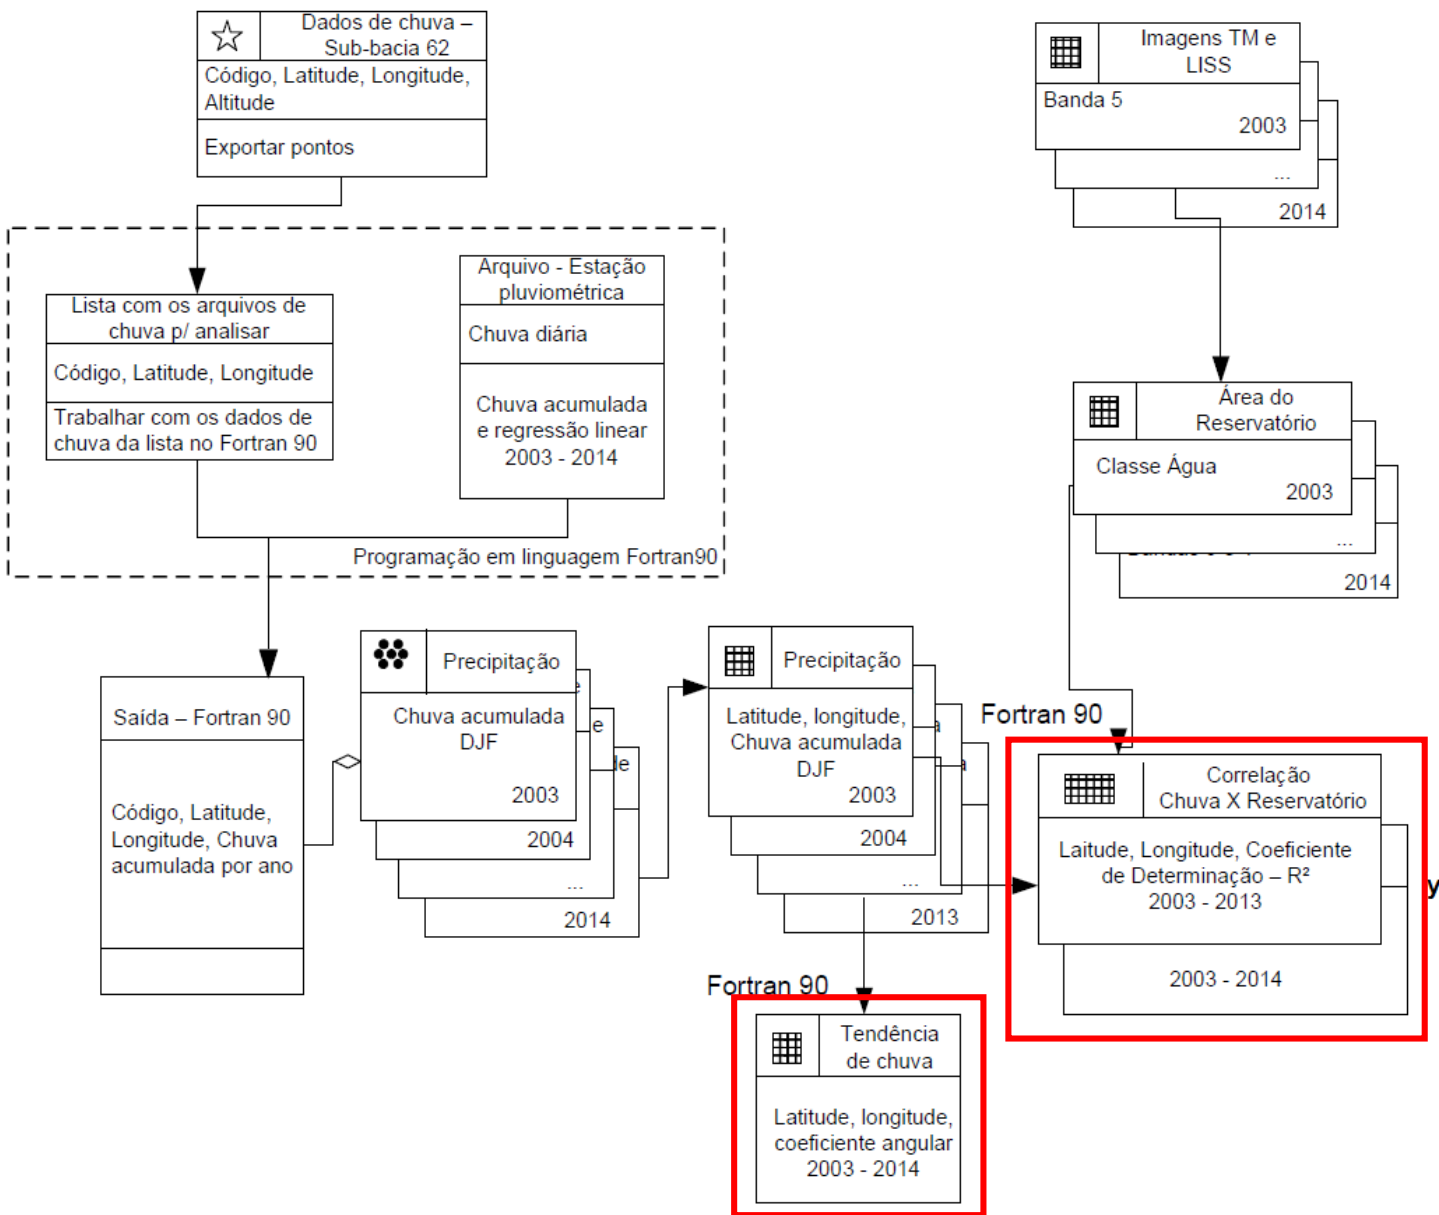 Dados de chuva –
Sub-bacia 62
Código, Latitude, Longitude,
Altitude
Exportar pontos
Imagens TM e
LISS
Banda 5
2003
...
2014
Lista com os arquivos de
chuva p/ analisar
Código, Latitude, Longitude
Trabalhar com os dados de
chuva da lista no Fortran 90
Arquivo - Estação
pluviométrica
Chuva diária
Chuva acumulada
e regressão linear
2003 - 2014
Programação em linguagem Fortran90
Área do
Reservatório
Classe Água
2003
...
2014
Saída – Fortran 90
Código, Latitude,
Longitude, Chuva
acumulada por ano
Precipitação
Chuva acumulada
DJF
2003
e
2004
de
...
2014
Precipitação
Latitude, longitude,
Chuva acumulada
DJF
2003
a
2004
a
...
2013
Fortran 90
Correlação
Chuva X Reservatório
Laitude, Longitude, Coeficiente
de Determinação – R²
2003 - 2013
y
2003 - 2014
Fortran 90
Tendência
de chuva
Latitude, longitude,
coeficiente angular
2003 - 2014